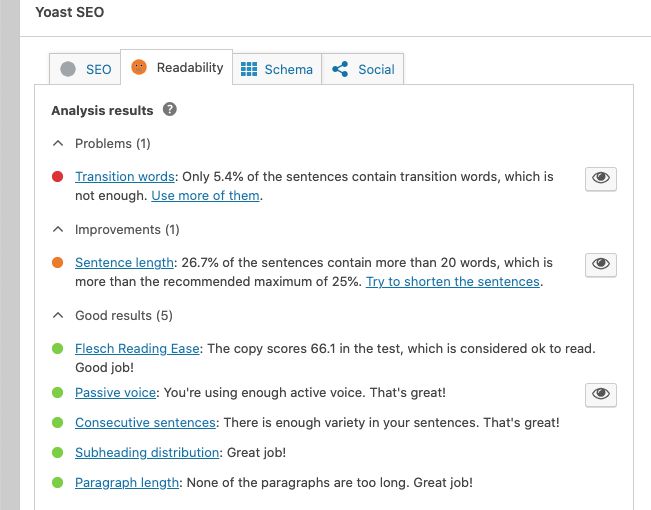 Yoast SEO
SEO
Readability
Schema
Social
Analysis results ?
Problems (1)
Transition words: Only 5.4% of the sentences contain transition words, which is
not enough. Use more of them.
Improvements (1)
Sentence length: 26.7% of the sentences contain more than 20 words, which is
more than the recommended maximum of 25%. Try to shorten the sentences.
Good results (5)
Flesch Reading Ease: The copy scores 66.1 in the test, which is considered ok to read.
Good job!
Passive voice: You're using enough active voice. That's great!
Consecutive sentences: There is enough variety in your sentences. That's great!
Subheading distribution: Great job!
Paragraph length: None of the paragraphs are too long. Great job!